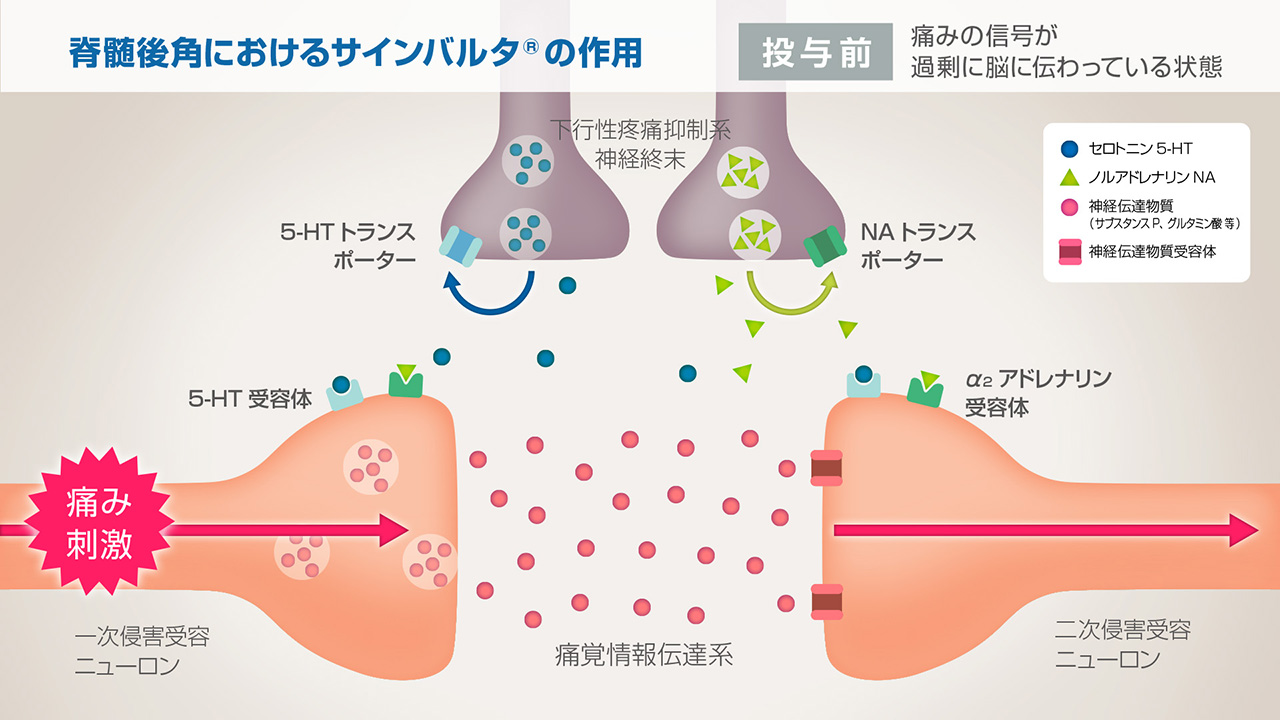 脊髄後角におけるサインバルタ®の作用
投与前
痛みの信号が
過剰に脳に伝わっている状態
下行性疼痛抑制系
神経終末
セロトニン5-HT
ノルアドレナリンNA
神経伝達物質
(サブスタンスP、グルタミン酸 等)
神経伝達物質受容体
5-HTトランス
ポーター
NAトランス
ポーター
5-HT 受容体
α2 アドレナリン
受容体
痛み
刺激
一次侵害受容
ニューロン
痛覚情報伝達系
二次侵害受容
ニューロン